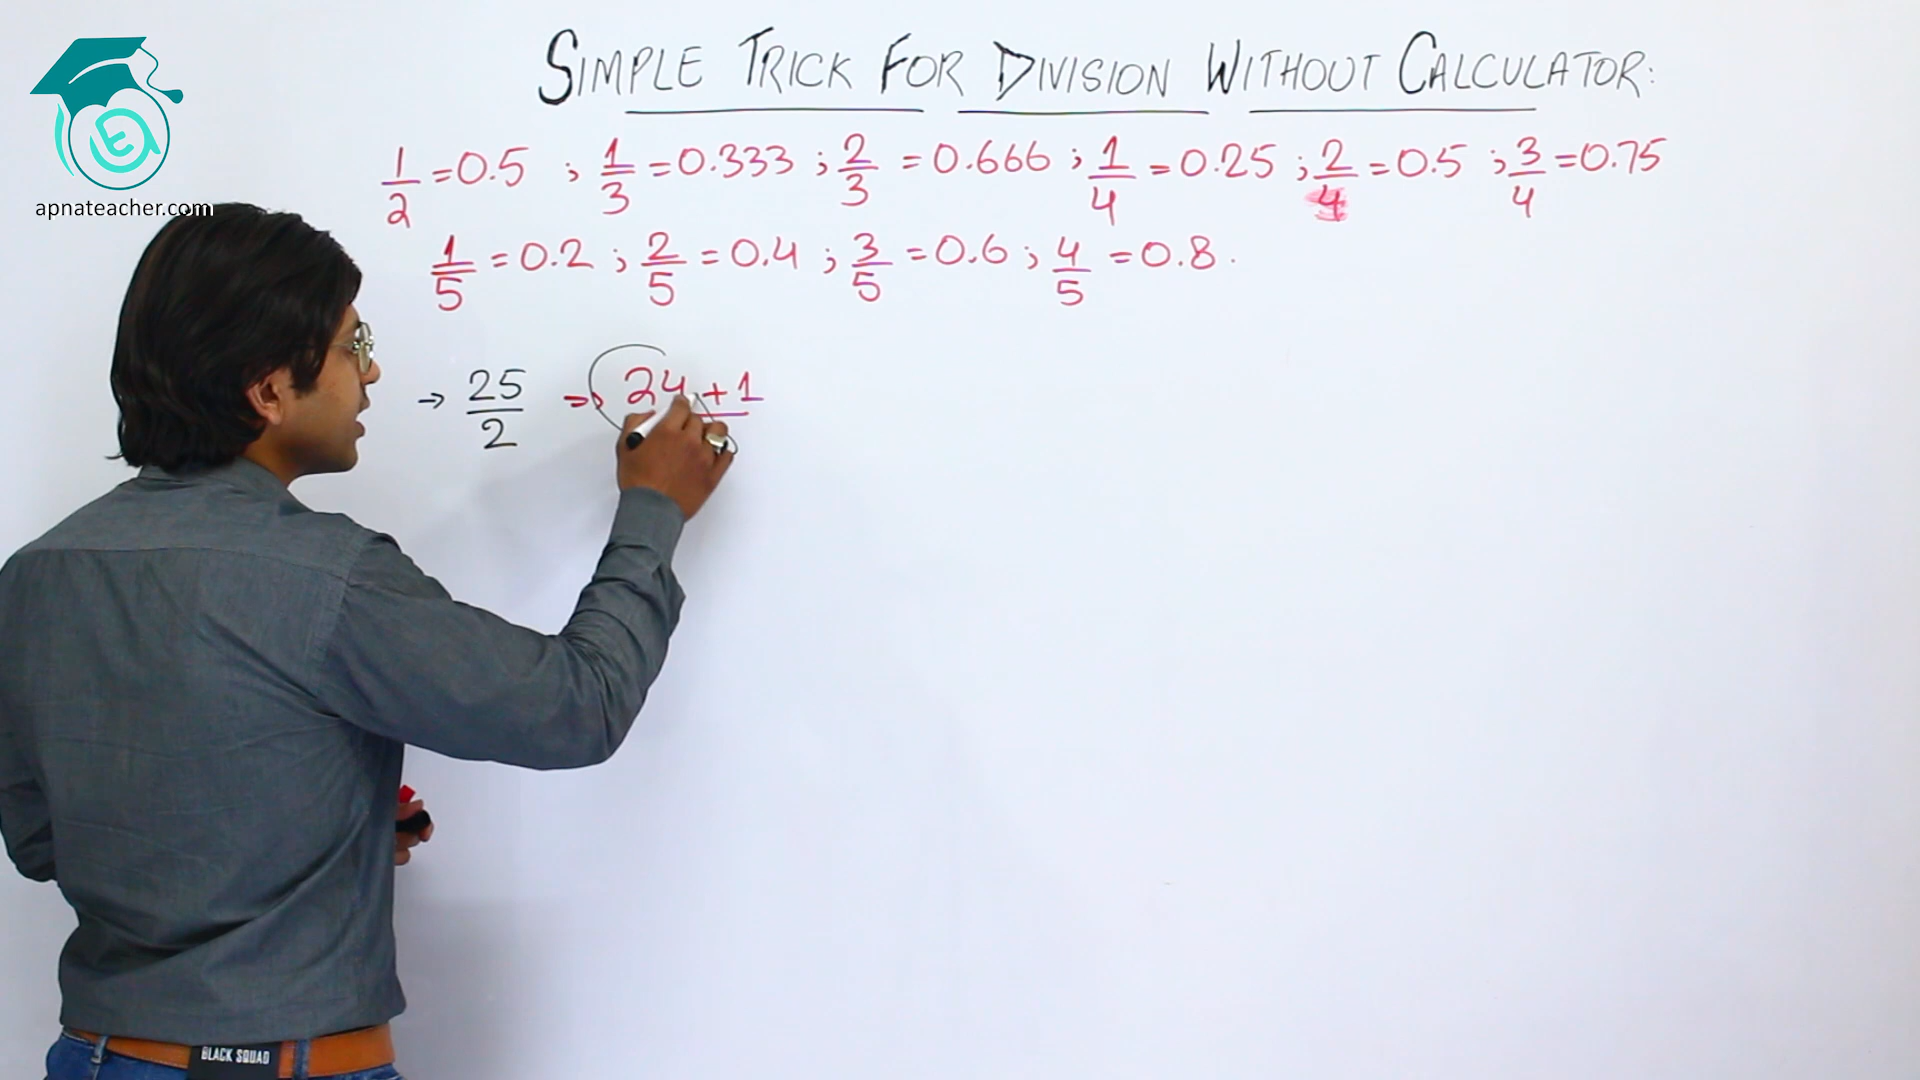 SIMPLE TRICK FOR DIVISION WITHOUT CALCULATOR:
apnateacher.com
1/2 = 0.5 ; 1/3 = 0.333 ; 2/3 = 0.666 ; 1/4 = 0.25 ; 2/4 = 0.5 ; 3/4 = 0.75
1/5 = 0.2 ; 2/5 = 0.4 ; 3/5 = 0.6 ; 4/5 = 0.8 .
→ 25/2 ⇒ 24 + 1
BLACK SQUAD